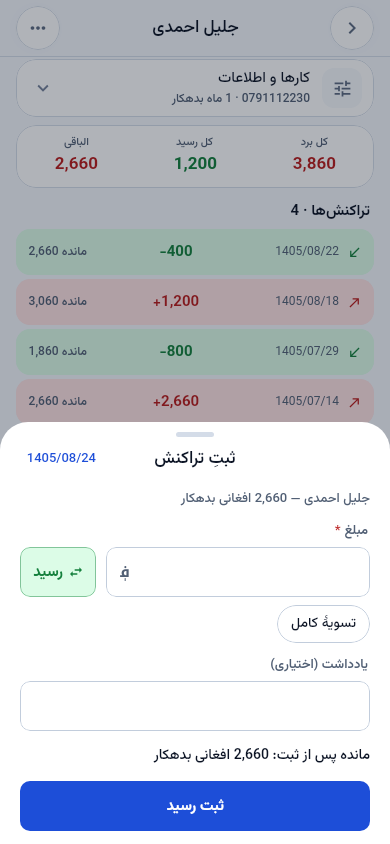 جلیل احمدی
کارها و اطلاعات
0791112230 · 1 ماه بدهکار
کل برد
3,860
کل رسید
1,200
الباقی
2,660
تراکنش‌ها · 4
1405/08/22 −400 مانده 2,660
1405/08/18 +1,200 مانده 3,060
1405/07/29 −800 مانده 1,860
1405/07/14 +2,660 مانده 2,660
ثبتِ تراکنش
1405/08/24
جلیل احمدی — 2,660 افغانی بدهکار
مبلغ *
؋
رسید
تسویهٔ کامل
یادداشت (اختیاری)
مانده پس از ثبت: 2,660 افغانی بدهکار
ثبت رسید